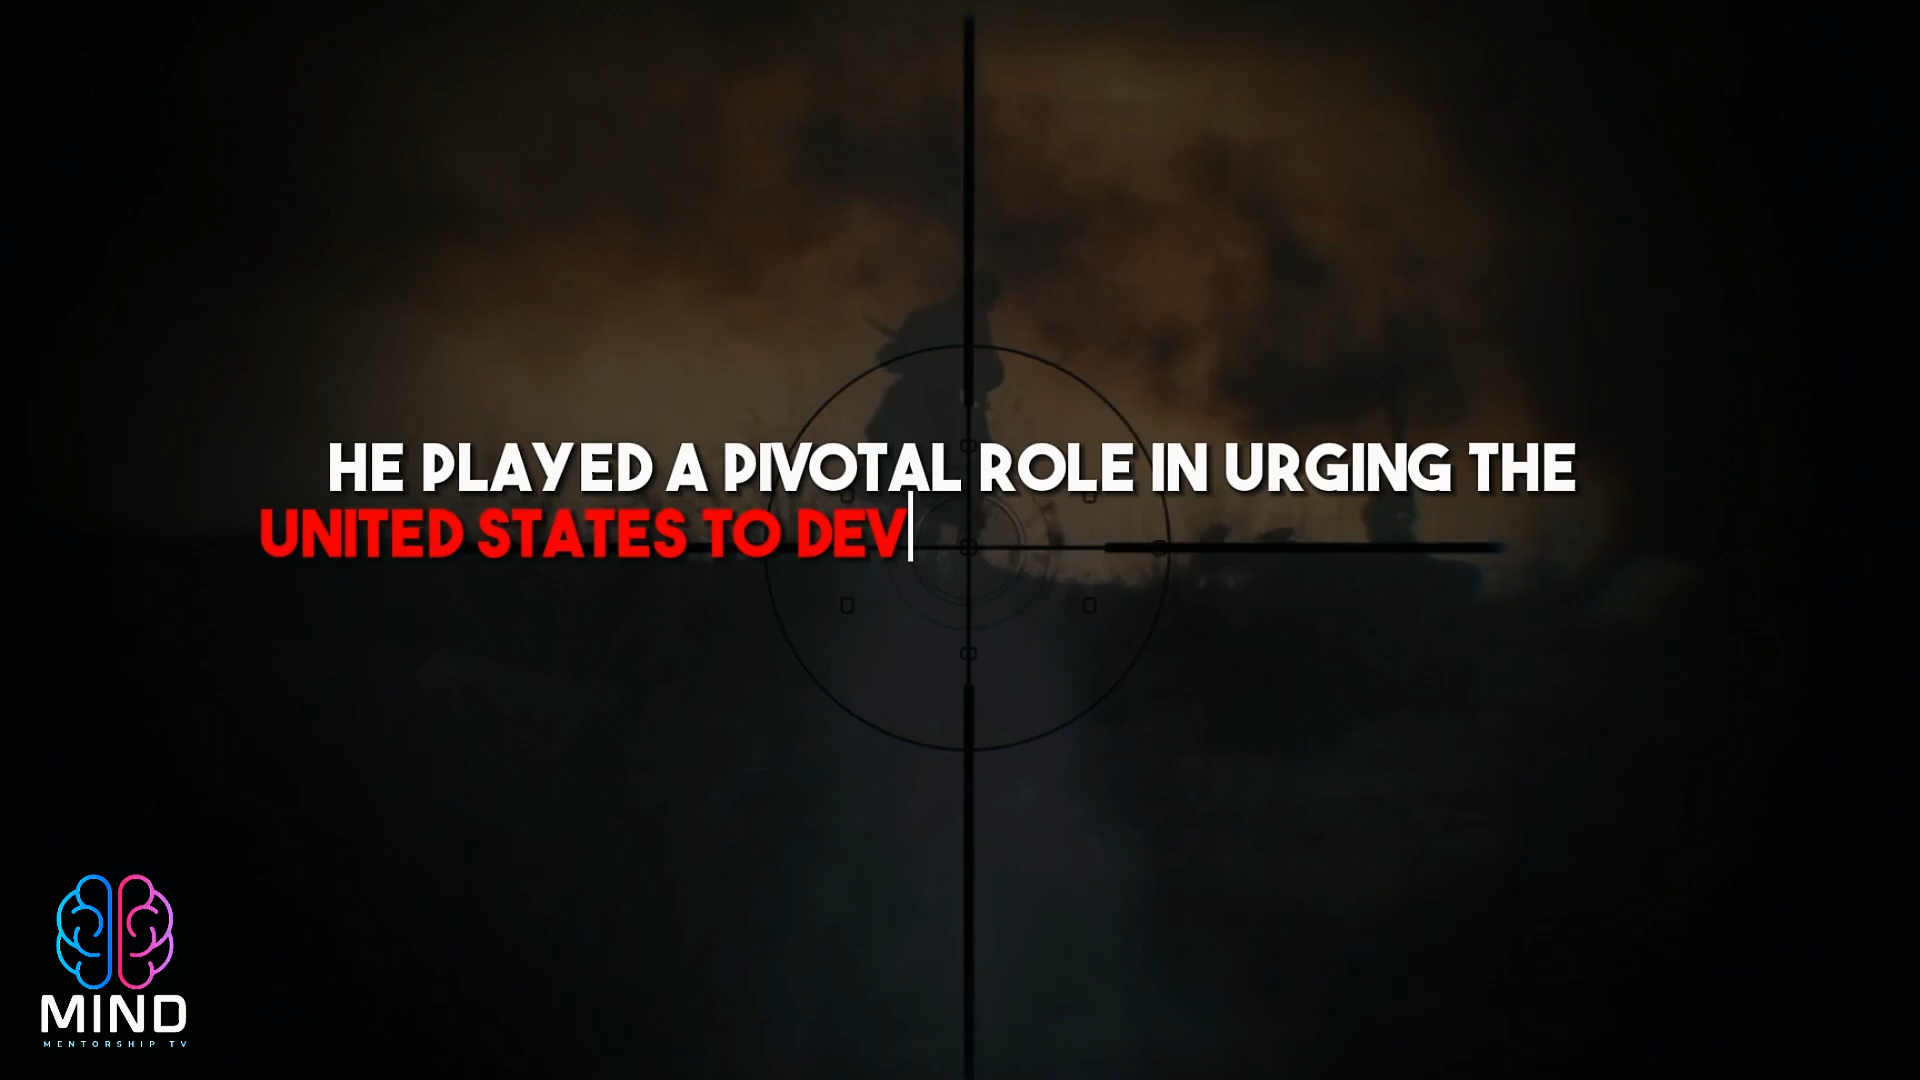 HE PLAYED A PIVOTAL ROLE IN URGING THE
UNITED STATES TO DEV
MIND
MENTORSHIP TV